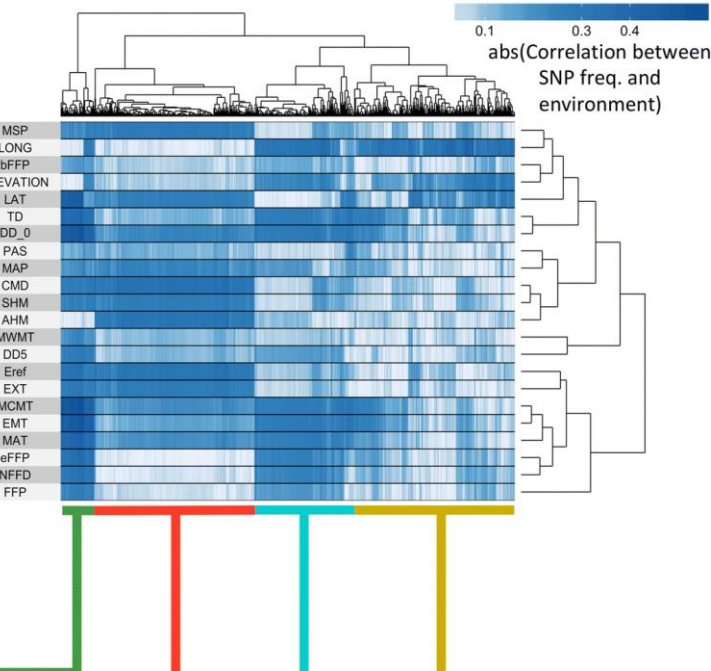 0.1 0.3 0.4
abs(Correlation between
SNP freq. and
environment)
MSP
LONG
bFFP
EVATION
LAT
TD
DD_0
PAS
MAP
CMD
SHM
AHM
MWMT
DD5
Eref
EXT
MCMT
EMT
MAT
eFFP
NFFD
FFP